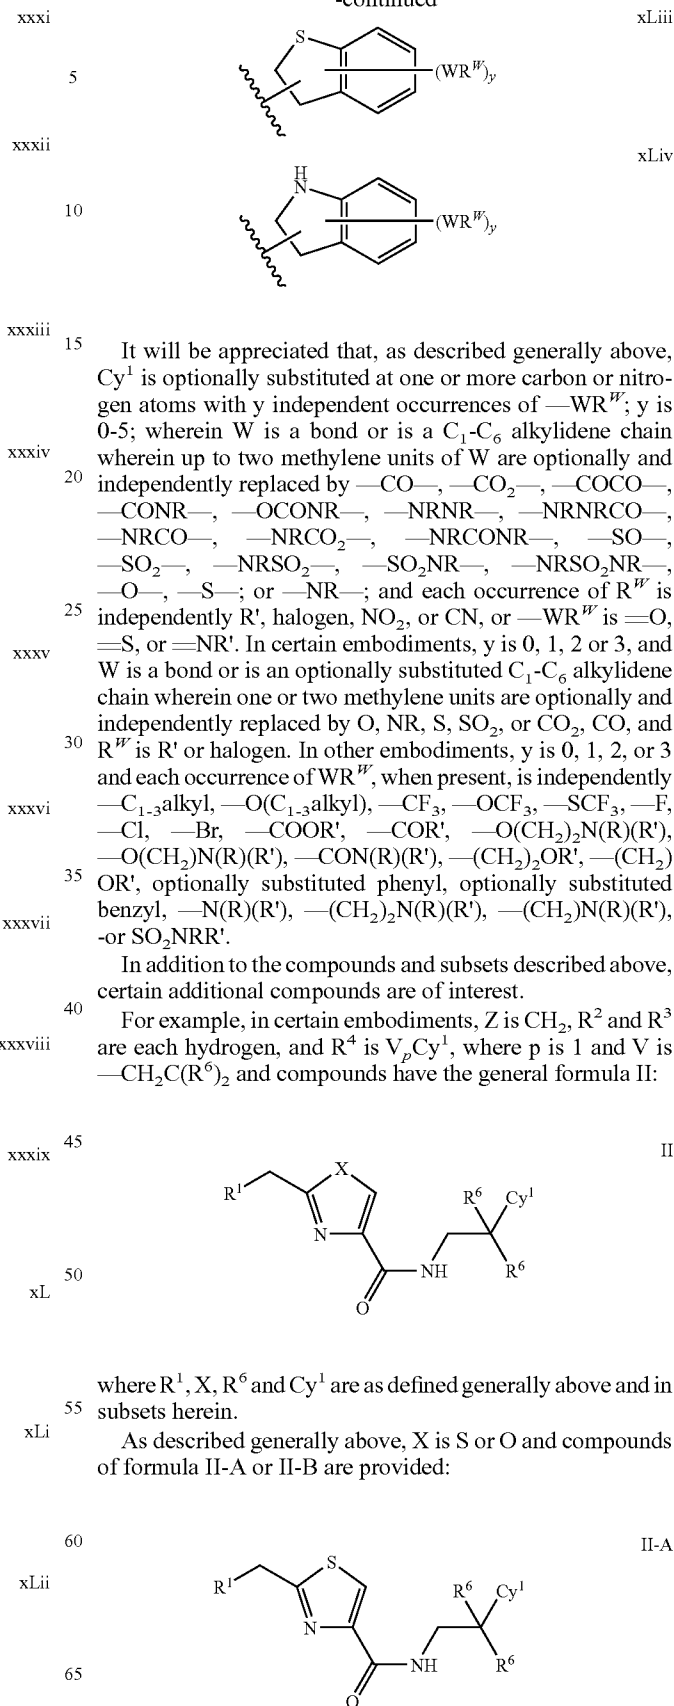 -continued
xxxi
xLiii
S
5
(WR^W)_y
xxxii
xLiv
H
N
10
(WR^W)_y
xxxiii
15
It will be appreciated that, as described generally above,
Cy^1 is optionally substituted at one or more carbon or nitro-
gen atoms with y independent occurrences of —WR^W; y is
0-5; wherein W is a bond or is a C_1-C_6 alkylidene chain
xxxiv
wherein up to two methylene units of W are optionally and
20
independently replaced by —CO—, —CO_2—, —COCO—,
—CONR—, —OCONR—, —NRNR—, —NRNRCO—,
—NRCO—, —NRCO_2—, —NRCONR—, —SO—,
—SO_2—, —NRSO_2—, —SO_2NR—, —NRSO_2NR—,
—O—, —S—; or —NR—; and each occurrence of R^W is
25
independently R', halogen, NO_2, or CN, or —WR^W is =O,
=S, or =NR'. In certain embodiments, y is 0, 1, 2 or 3, and
xxxv
W is a bond or is an optionally substituted C_1-C_6 alkylidene
chain wherein one or two methylene units are optionally and
independently replaced by O, NR, S, SO_2, or CO_2, CO, and
30
R^W is R' or halogen. In other embodiments, y is 0, 1, 2, or 3
and each occurrence of WR^W, when present, is independently
xxxvi
—C_1-3alkyl, —O(C_1-3alkyl), —CF_3, —OCF_3, —SCF_3, —F,
—Cl, —Br, —COOR', —COR', —O(CH_2)_2N(R)(R'),
—O(CH_2)N(R)(R'), —CON(R)(R'), —(CH_2)_2OR', —(CH_2)
35
OR', optionally substituted phenyl, optionally substituted
benzyl, —N(R)(R'), —(CH_2)_2N(R)(R'), —(CH_2)N(R)(R'),
xxxvii
-or SO_2NRR'.
In addition to the compounds and subsets described above,
certain additional compounds are of interest.
40
For example, in certain embodiments, Z is CH_2, R^2 and R^3
xxxviii
are each hydrogen, and R^4 is V_pCy^1, where p is 1 and V is
—CH_2C(R^6)_2 and compounds have the general formula II:
45
xxxix
II
X
R^1
R^6
Cy^1
N
NH
R^6
50
xL
O
where R^1, X, R^6 and Cy^1 are as defined generally above and in
55
subsets herein.
xLi
As described generally above, X is S or O and compounds
of formula II-A or II-B are provided:
60
II-A
S
xLii
R^1
R^6
Cy^1
N
NH
R^6
65
O